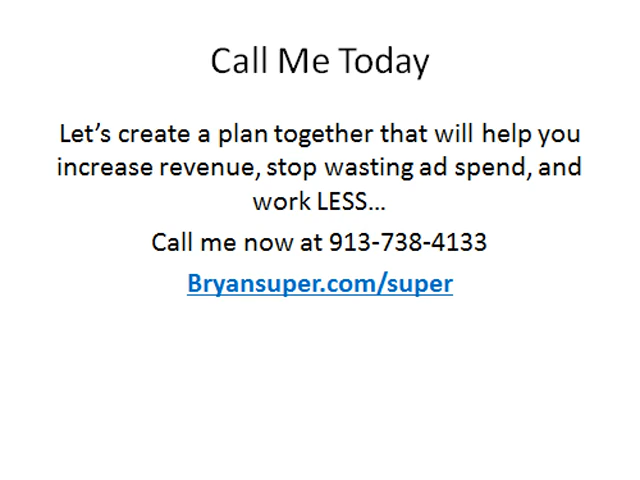 Call Me Today
Let’s create a plan together that will help you
increase revenue, stop wasting ad spend, and
work LESS…
Call me now at 913-738-4133
Bryansuper.com/super